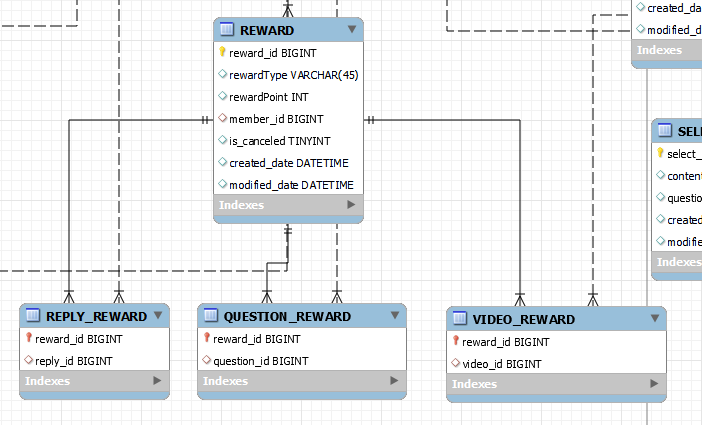 created_da
modified_d
Indexes
REWARD
reward_id BIGINT
rewardType VARCHAR(45)
rewardPoint INT
member_id BIGINT
is_canceled TINYINT
created_date DATETIME
modified_date DATETIME
Indexes
SEL
select_
conten
questio
created
modifie
Indexes
REPLY_REWARD
reward_id BIGINT
reply_id BIGINT
Indexes
QUESTION_REWARD
reward_id BIGINT
question_id BIGINT
Indexes
VIDEO_REWARD
reward_id BIGINT
video_id BIGINT
Indexes